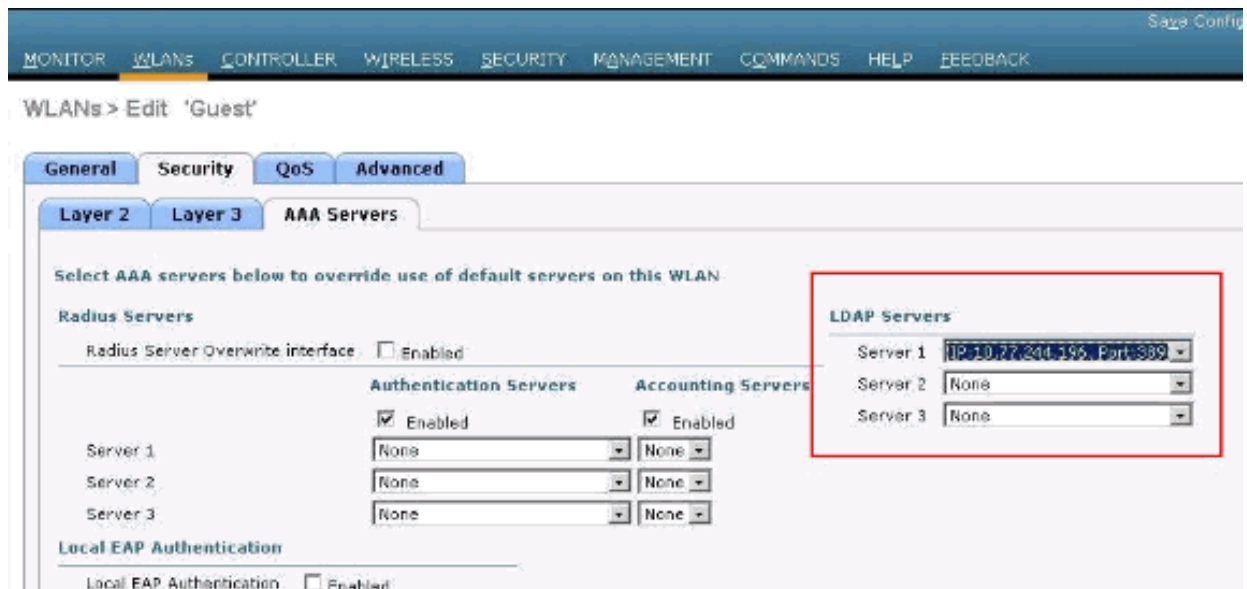 Save Config
MONITOR WLANs CONTROLLER WIRELESS SECURITY MANAGEMENT COMMANDS HELP FEEDBACK
WLANs > Edit 'Guest'
General Security QoS Advanced
Layer 2 Layer 3 AAA Servers
Select AAA servers below to override use of default servers on this WLAN
Radius Servers
LDAP Servers
Radius Server Overwrite interface Enabled
Server 1 IP:10.77.244.195, Port:389
Authentication Servers Accounting Servers
Server 2 None
Enabled Enabled
Server 3 None
Server 1 None None
Server 2 None None
Server 3 None None
Local EAP Authentication
Local EAP Authentication Enabled